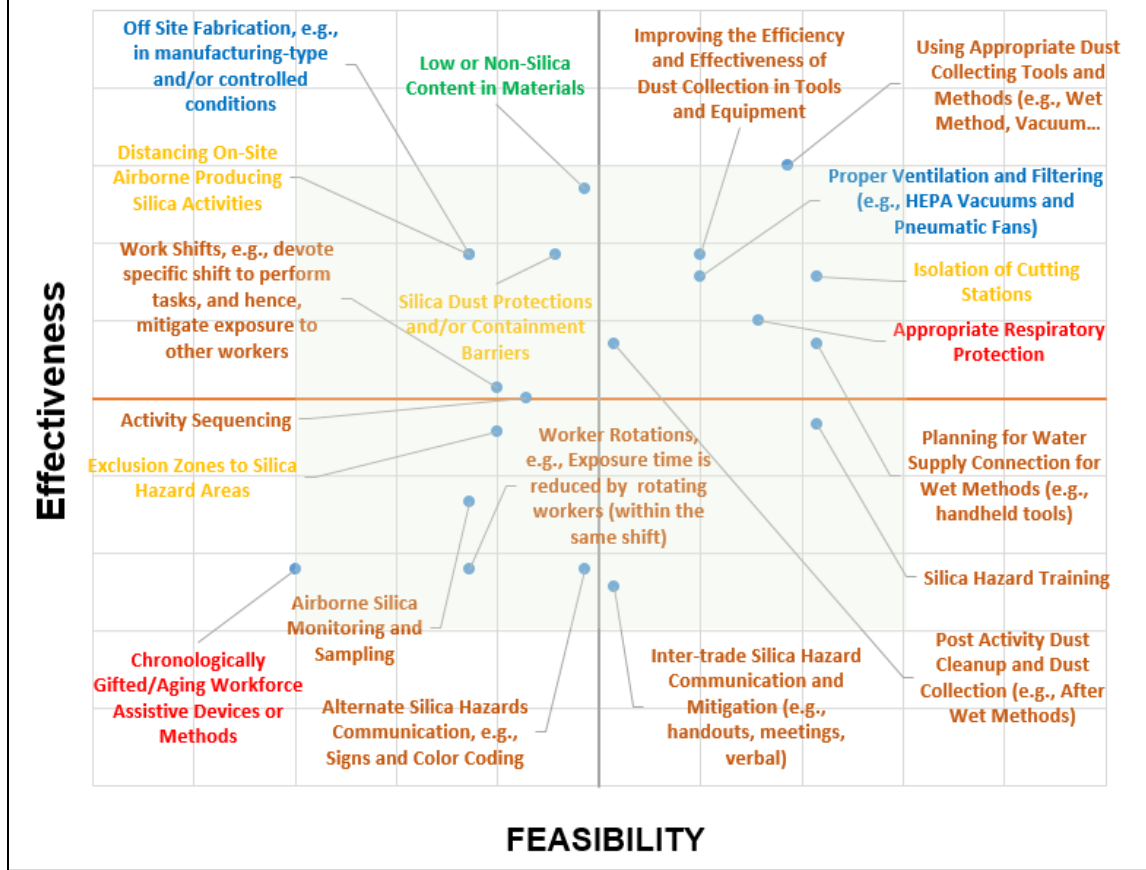 Off Site Fabrication, e.g.,
in manufacturing-type
and/or controlled
conditions
Low or Non-Silica
Content in Materials
Improving the Efficiency
and Effectiveness of
Dust Collection in Tools
and Equipment
Using Appropriate Dust
Collecting Tools and
Methods (e.g., Wet
Method, Vacuum...
Distancing On-Site
Airborne Producing
Silica Activities
Proper Ventilation and Filtering
(e.g., HEPA Vacuums and
Pneumatic Fans)
Work Shifts, e.g., devote
specific shift to perform
tasks, and hence,
mitigate exposure to
other workers
Silica Dust Protections
and/or Containment
Barriers
Isolation of Cutting
Stations
Appropriate Respiratory
Protection
Effectiveness
Activity Sequencing
Exclusion Zones to Silica
Hazard Areas
Worker Rotations,
e.g., Exposure time is
reduced by rotating
workers (within the
same shift)
Planning for Water
Supply Connection for
Wet Methods (e.g.,
handheld tools)
Silica Hazard Training
Airborne Silica
Monitoring and
Sampling
Chronologically
Gifted/Aging Workforce
Assistive Devices or
Methods
Alternate Silica Hazards
Communication, e.g.,
Signs and Color Coding
Inter-trade Silica Hazard
Communication and
Mitigation (e.g.,
handouts, meetings,
verbal)
Post Activity Dust
Cleanup and Dust
Collection (e.g., After
Wet Methods)
FEASIBILITY